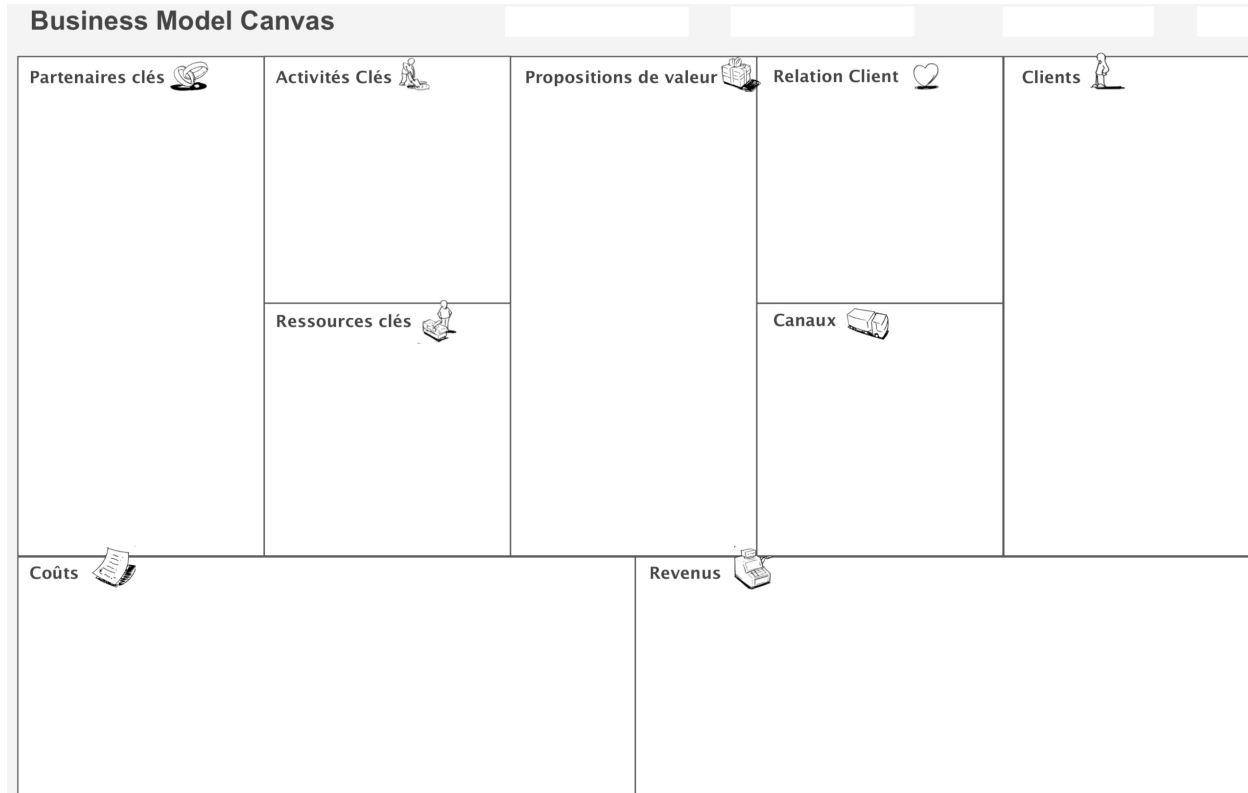 Business Model Canvas
Partenaires clés
Activités Clés
Propositions de valeur
Relation Client
Clients
Ressources clés
Canaux
Coûts
Revenus